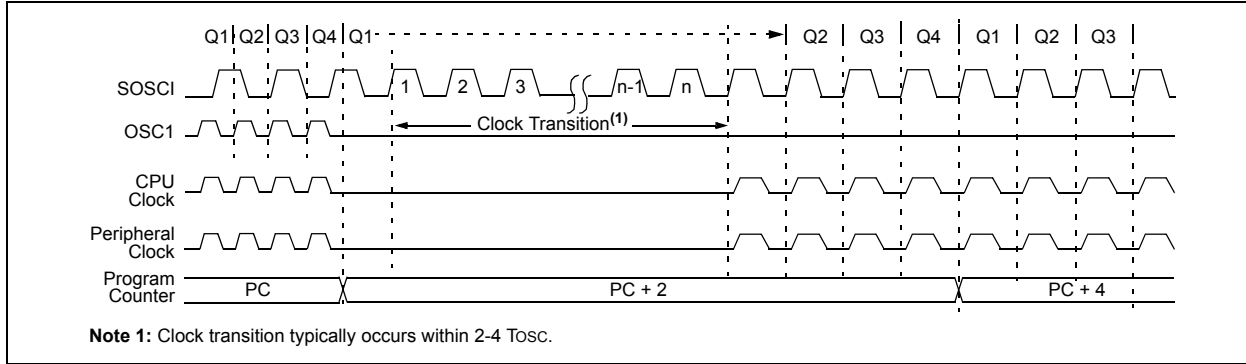 Q1 Q2 Q3 Q4 Q1 Q2 Q3 Q4 Q1 Q2 Q3
SOSCI 1 2 3 n-1 n
OSC1 Clock Transition(1)
CPU
Clock
Peripheral
Clock
Program
Counter PC PC + 2 PC + 4
Note 1: Clock transition typically occurs within 2-4 TOSC.